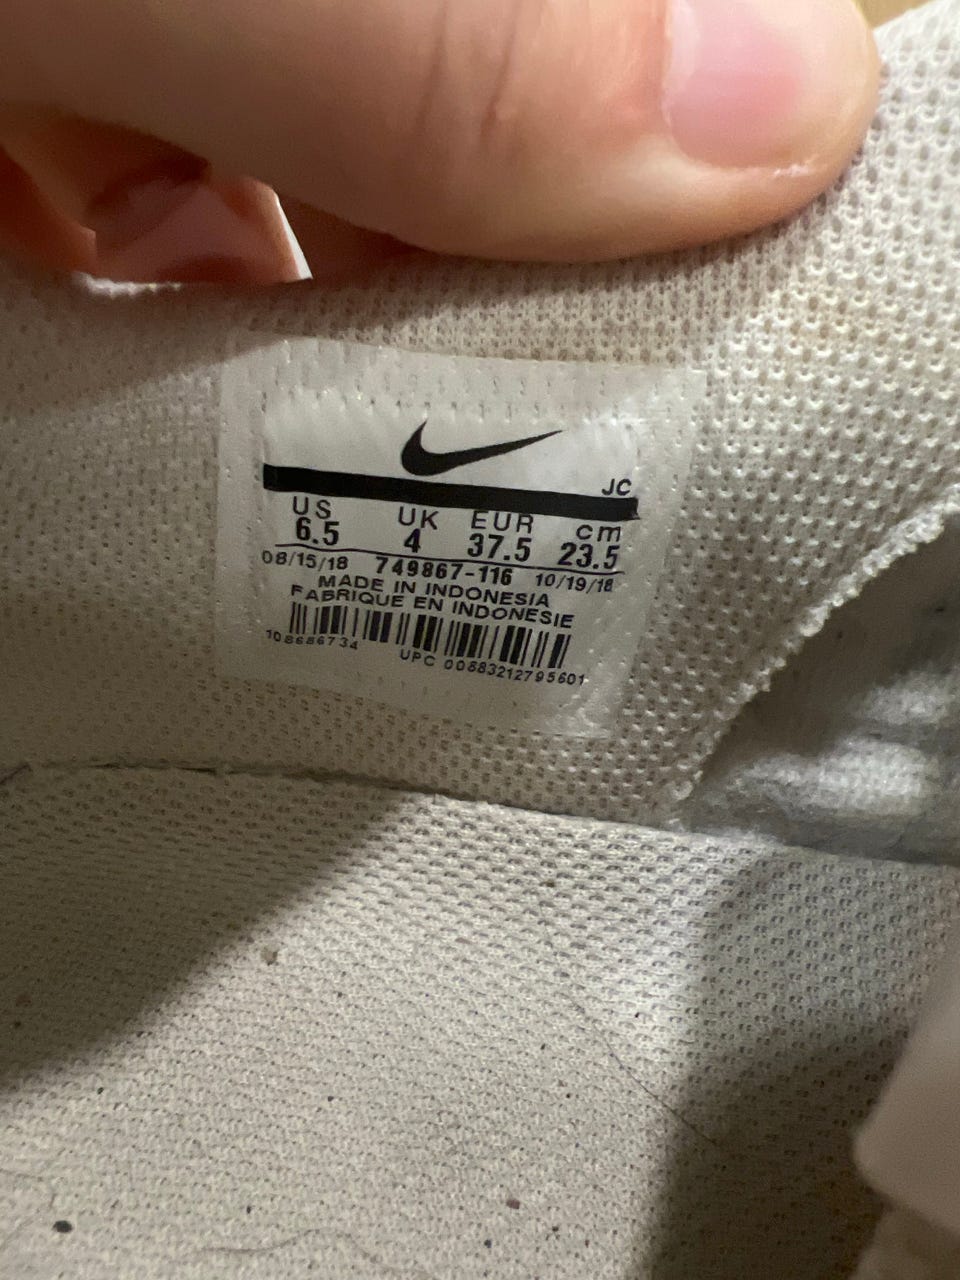 JC
US UK EUR cm
6.5 4 37.5 23.5
08/15/18 749867-116 10/19/18
MADE IN INDONESIA
FABRIQUE EN INDONESIE
108686734 UPC 00883212795601